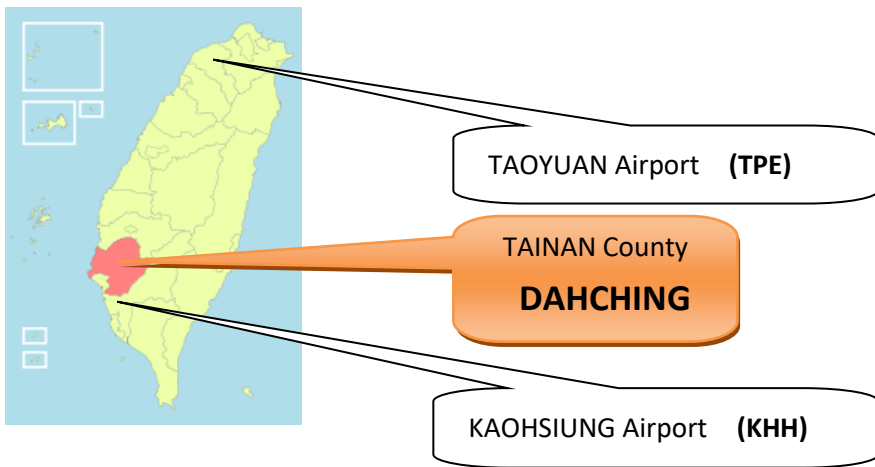 TAOYUAN Airport (TPE)
TAINAN County
DAHCHING
KAOHSIUNG Airport (KHH)